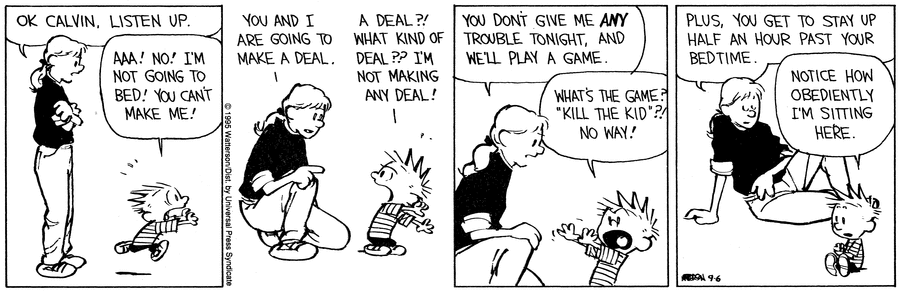 OK CALVIN, LISTEN UP.
AAA! NO! I'M
NOT GOING TO
BED! YOU CAN'T
MAKE ME!
©1995 Watterson/Dist. by Universal Press Syndicate
YOU AND I
ARE GOING TO
MAKE A DEAL.
A DEAL?!
WHAT KIND OF
DEAL?? I'M
NOT MAKING
ANY DEAL!
YOU DON'T GIVE ME ANY
TROUBLE TONIGHT, AND
WE'LL PLAY A GAME.
WHAT'S THE GAME?
"KILL THE KID"?!
NO WAY!
PLUS, YOU GET TO STAY UP
HALF AN HOUR PAST YOUR
BEDTIME.
NOTICE HOW
OBEDIENTLY
I'M SITTING
HERE.
9-6